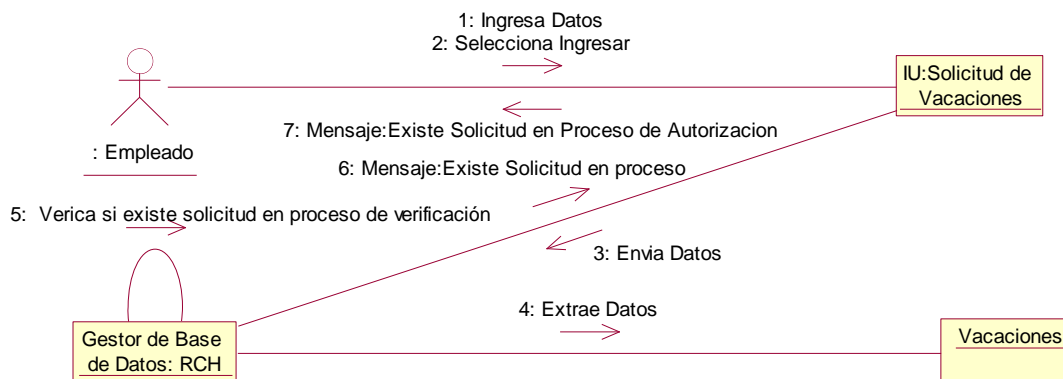 1: Ingresa Datos
2: Selecciona Ingresar
IU:Solicitud de
Vacaciones
7: Mensaje:Existe Solicitud en Proceso de Autorizacion
: Empleado
6: Mensaje:Existe Solicitud en proceso
5: Verica si existe solicitud en proceso de verificación
3: Envia Datos
4: Extrae Datos
Gestor de Base
de Datos: RCH
Vacaciones